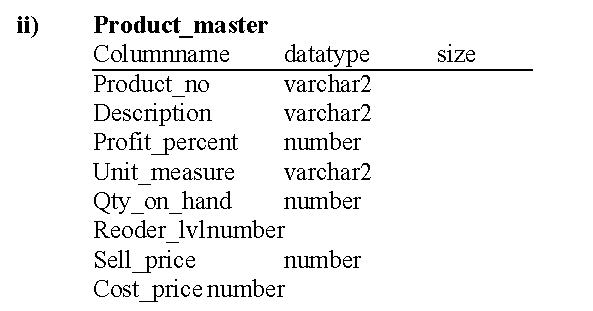 ii) Product_master
Columnname datatype size
Product_no varchar2
Description varchar2
Profit_percent number
Unit_measure varchar2
Qty_on_hand number
Reoder_lvlnumber
Sell_price number
Cost_price number